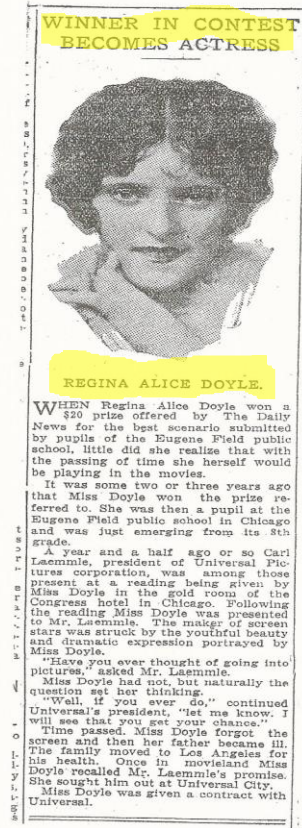 WINNER IN CONTEST
BECOMES ACTRESS
REGINA ALICE DOYLE.
WHEN Regina Alice Doyle won a
$20 prize offered by The Daily
News for the best scenario submitted
by pupils of the Eugene Field public
school, little did she realize that with
the passing of time she herself would
be playing in the movies.
It was some two or three years ago
that Miss Doyle won the prize re-
ferred to. She was then a pupil at the
Eugene Field public school in Chicago
and was just emerging from its 8th
grade.
A year and a half ago or so Carl
Laemmle, president of Universal Pic-
tures corporation, was among those
present at a reading being given by
Miss Doyle in the gold room of the
Congress hotel in Chicago. Following
the reading Miss Doyle was presented
to Mr. Laemmle. The maker of screen
stars was struck by the youthful beauty
and dramatic expression portrayed by
Miss Doyle.
"Have you ever thought of going into
pictures," asked Mr. Laemmle.
Miss Doyle had not, but naturally the
question set her thinking.
"Well, if you ever do," continued
Universal's president, "let me know. I
will see that you get your chance."
Time passed. Miss Doyle forgot the
screen and then her father became ill.
The family moved to Los Angeles for
his health. Once in movieland Miss
Doyle recalled Mr. Laemmle's promise.
She sought him out at Universal City.
Miss Doyle was given a contract with
Universal.